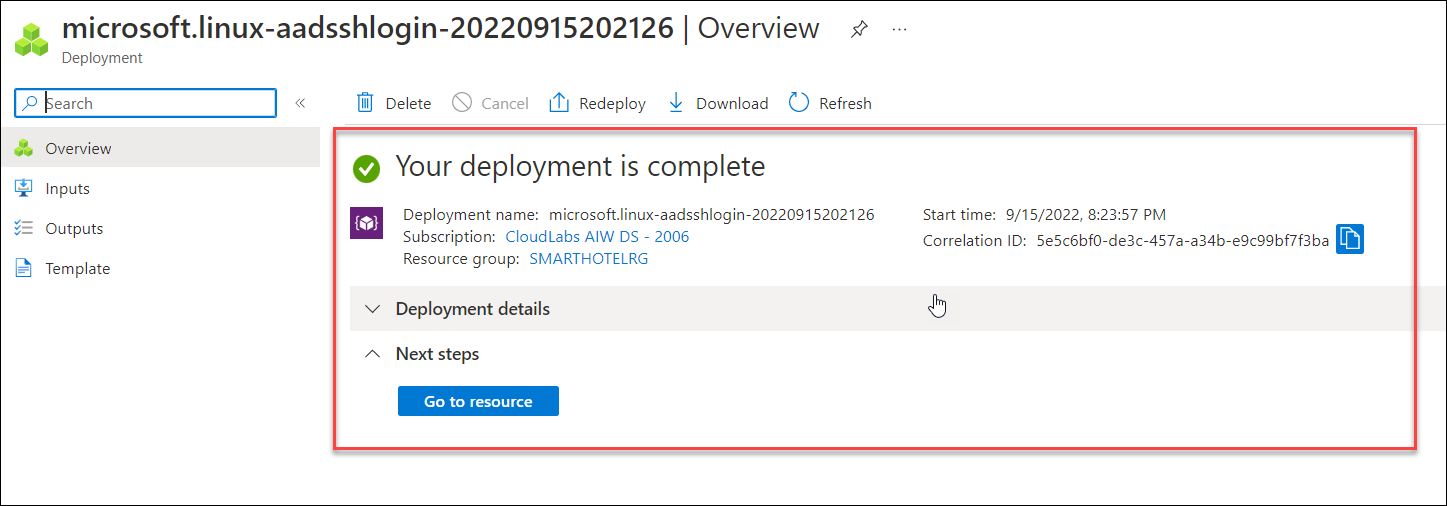 microsoft.linux-aadsshlogin-20220915202126 | Overview
Deployment
Search
Delete Cancel Redeploy Download Refresh
Overview
Inputs
Outputs
Template
Your deployment is complete
Deployment name: microsoft.linux-aadsshlogin-20220915202126
Subscription: CloudLabs AIW DS - 2006
Resource group: SMARTHOTELRG
Start time: 9/15/2022, 8:23:57 PM
Correlation ID: 5e5c6bf0-de3c-457a-a34b-e9c99bf7f3ba
Deployment details
Next steps
Go to resource